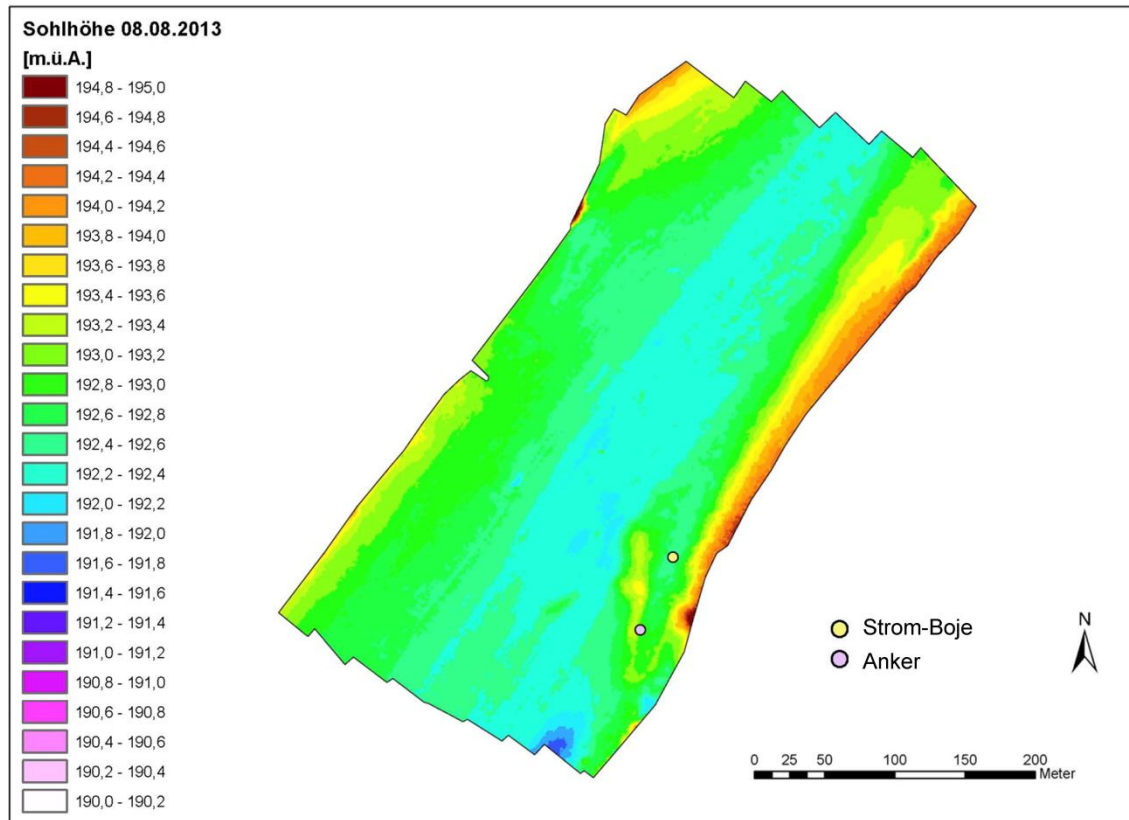 Sohlhöhe 08.08.2013
[m.ü.A.]
194,8 - 195,0
194,6 - 194,8
194,4 - 194,6
194,2 - 194,4
194,0 - 194,2
193,8 - 194,0
193,6 - 193,8
193,4 - 193,6
193,2 - 193,4
193,0 - 193,2
192,8 - 193,0
192,6 - 192,8
192,4 - 192,6
192,2 - 192,4
192,0 - 192,2
191,8 - 192,0
191,6 - 191,8
191,4 - 191,6
191,2 - 191,4
191,0 - 191,2
190,8 - 191,0
190,6 - 190,8
190,4 - 190,6
190,2 - 190,4
190,0 - 190,2
Strom-Boje
Anker
N
0 25 50 100 150 200
Meter